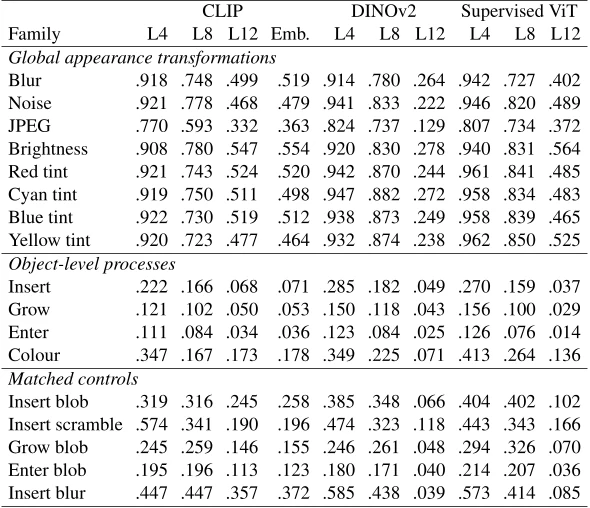 CLIP DINOv2 Supervised ViT
Family L4 L8 L12 Emb. L4 L8 L12 L4 L8 L12
Global appearance transformations
Blur .918 .748 .499 .519 .914 .780 .264 .942 .727 .402
Noise .921 .778 .468 .479 .941 .833 .222 .946 .820 .489
JPEG .770 .593 .332 .363 .824 .737 .129 .807 .734 .372
Brightness .908 .780 .547 .554 .920 .830 .278 .940 .831 .564
Red tint .921 .743 .524 .520 .942 .870 .244 .961 .841 .485
Cyan tint .919 .750 .511 .498 .947 .882 .272 .958 .834 .483
Blue tint .922 .730 .519 .512 .938 .873 .249 .958 .839 .465
Yellow tint .920 .723 .477 .464 .932 .874 .238 .962 .850 .525
Object-level processes
Insert .222 .166 .068 .071 .285 .182 .049 .270 .159 .037
Grow .121 .102 .050 .053 .150 .118 .043 .156 .100 .029
Enter .111 .084 .034 .036 .123 .084 .025 .126 .076 .014
Colour .347 .167 .173 .178 .349 .225 .071 .413 .264 .136
Matched controls
Insert blob .319 .316 .245 .258 .385 .348 .066 .404 .402 .102
Insert scramble .574 .341 .190 .196 .474 .323 .118 .443 .343 .166
Grow blob .245 .259 .146 .155 .246 .261 .048 .294 .326 .070
Enter blob .195 .196 .113 .123 .180 .171 .040 .214 .207 .036
Insert blur .447 .447 .357 .372 .585 .438 .039 .573 .414 .085